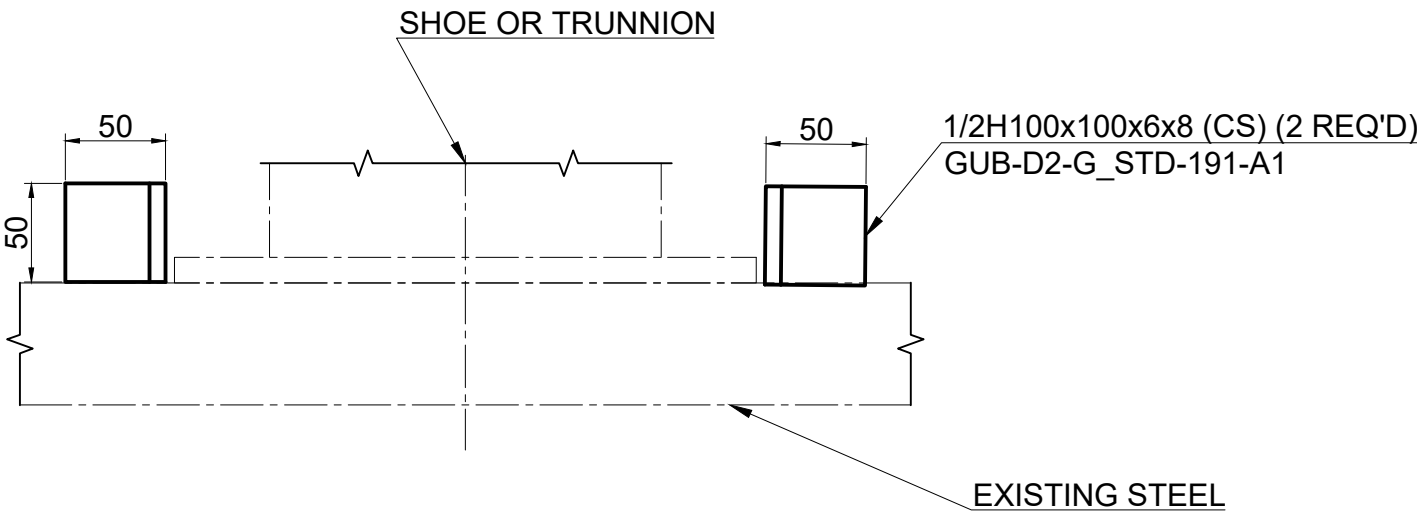 SHOE OR TRUNNION
50
50
1/2H100x100x6x8 (CS) (2 REQ'D)
GUB-D2-G_STD-191-A1
50
EXISTING STEEL